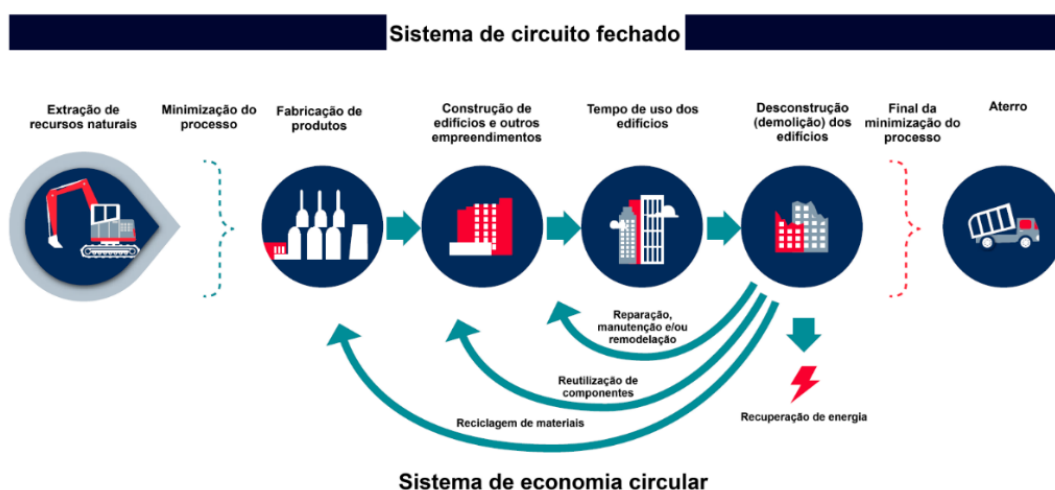 Sistema de circuito fechado
Extração de
recursos naturais
Minimização do
processo
Fabricação de
produtos
Construção de
edifícios e outros
empreendimentos
Tempo de uso dos
edifícios
Desconstrução
(demolição) dos
edifícios
Final da
minimização do
processo
Aterro
Reparação,
manutenção e/ou
remodelação
Reutilização de
componentes
Reciclagem de materiais
Recuperação de energia
Sistema de economia circular